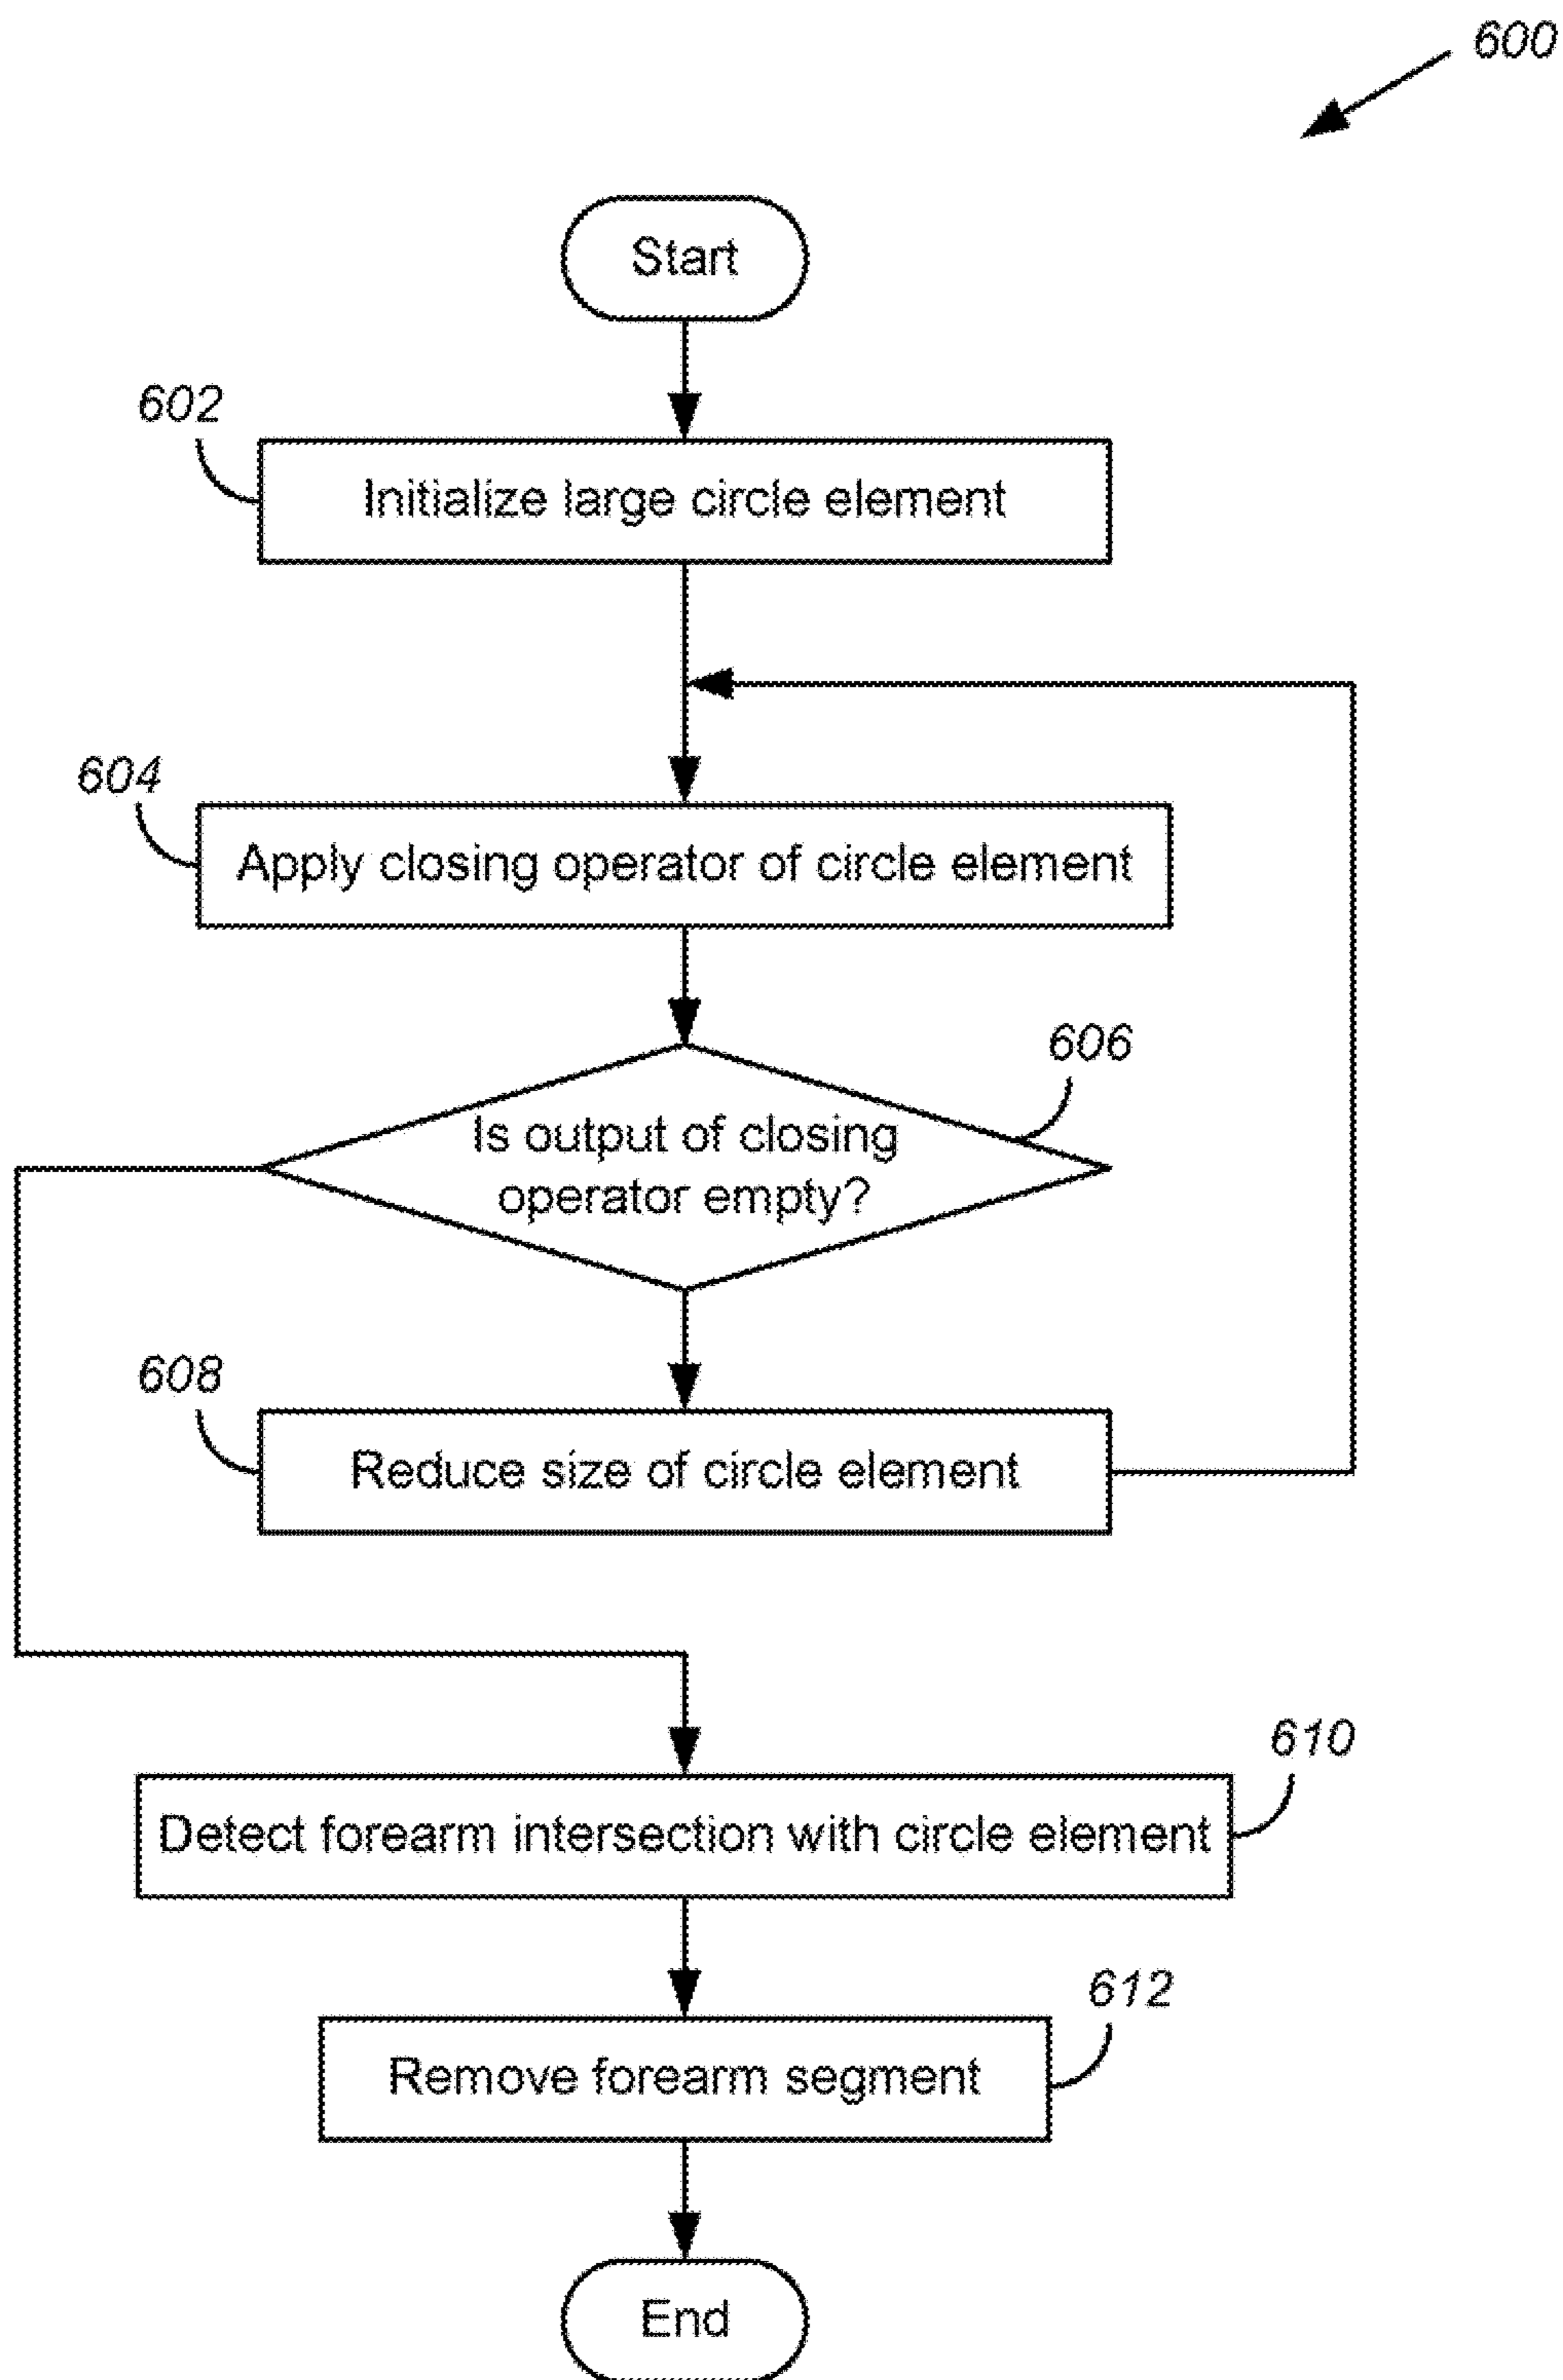 600
Start
602
Initialize large circle element
604
Apply closing operator of circle element
606
Is output of closing
operator empty?
608
Reduce size of circle element
610
Detect forearm intersection with circle element
612
Remove forearm segment
End